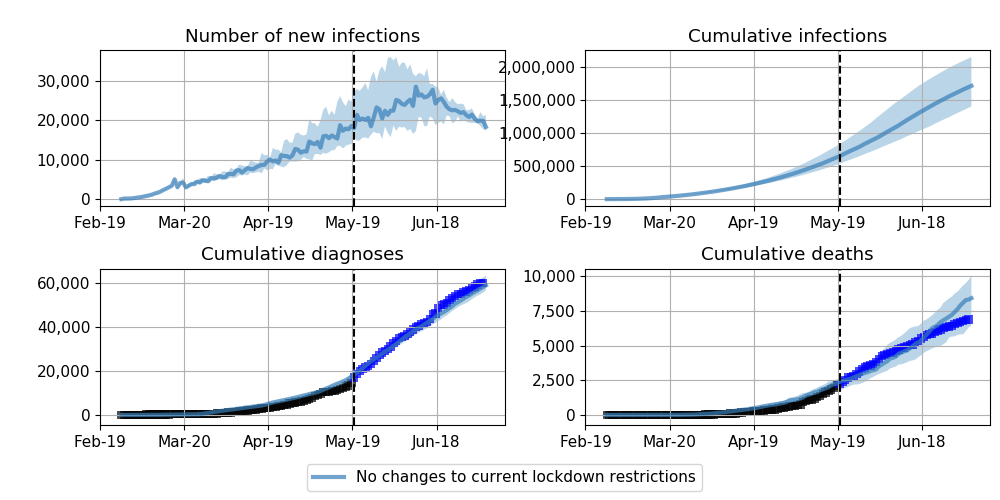 Number of new infections
30,000
20,000
10,000
0
Feb-19 Mar-20 Apr-19 May-19 Jun-18
Cumulative infections
2,000,000
1,500,000
1,000,000
500,000
0
Feb-19 Mar-20 Apr-19 May-19 Jun-18
Cumulative diagnoses
60,000
40,000
20,000
0
Feb-19 Mar-20 Apr-19 May-19 Jun-18
Cumulative deaths
10,000
7,500
5,000
2,500
0
Feb-19 Mar-20 Apr-19 May-19 Jun-18
No changes to current lockdown restrictions